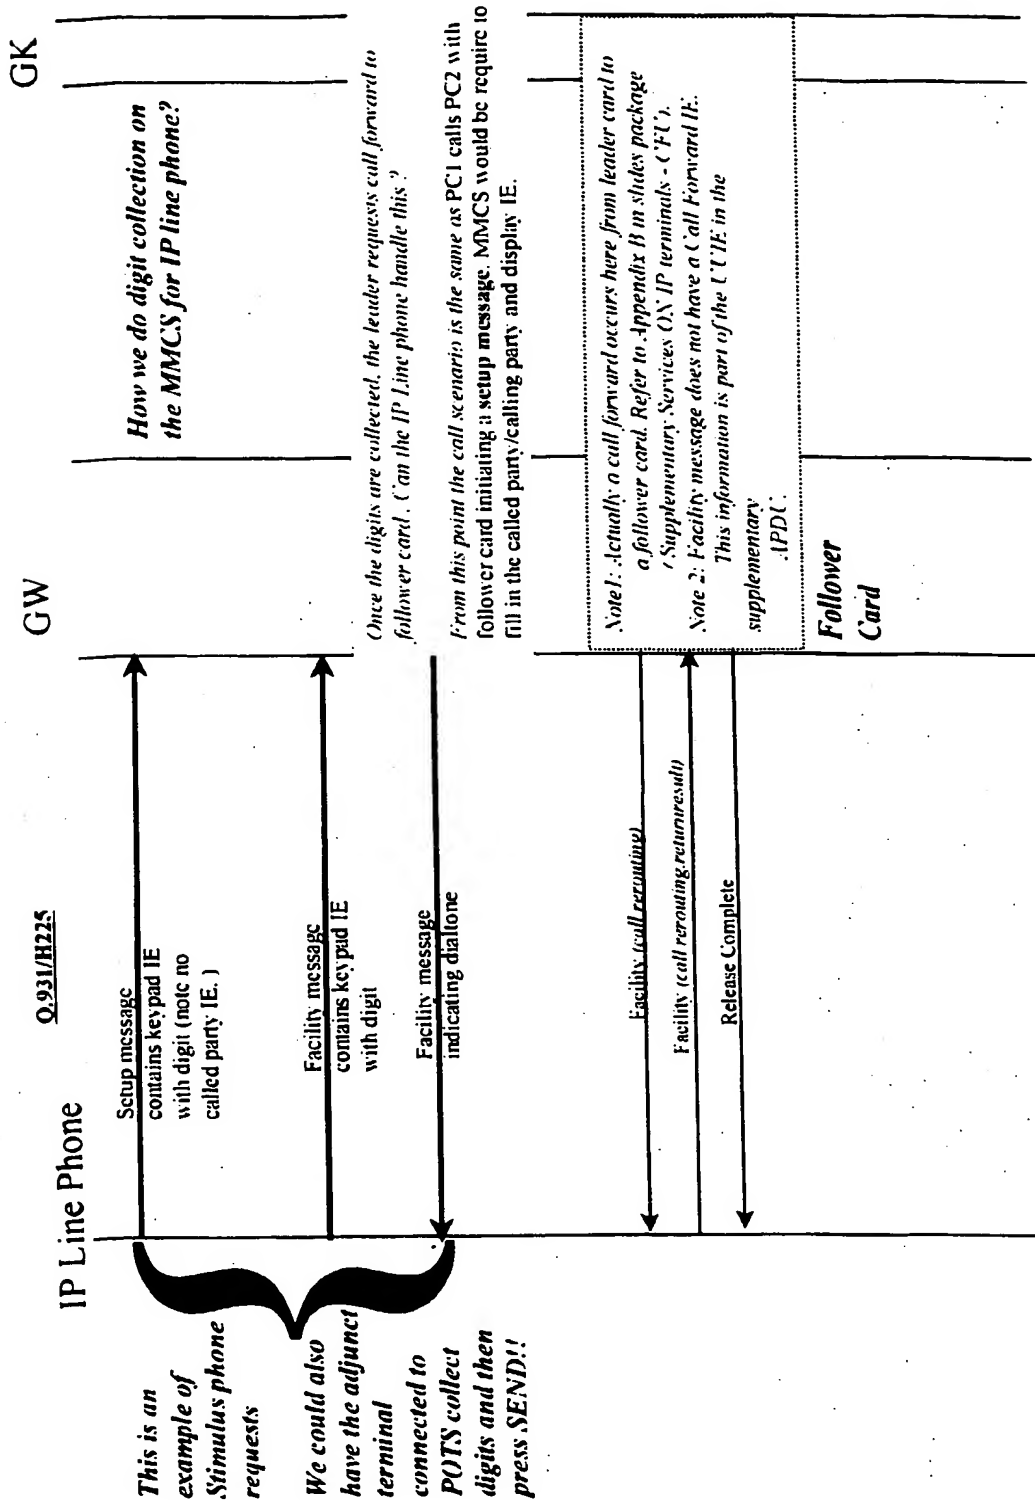 IP Line Phone
GW
GK
Q.931/H225
How we do digit collection on
the MMCS for IP line phone?
This is an
example of
Stimulus phone
requests
We could also
have the adjunct
terminal
connected to
POTS collect
digits and then
press SEND!!
Setup message
contains keypad IE
with digit (note no
called party IE. )
Facility message
contains keypad IE
with digit
Facility message
indicating dialtone
Once the digits are collected, the leader requests call forward to
follower card. Can the IP Line phone handle this?
From this point the call scenario is the same as PC1 calls PC2 with
follower card initiating a setup message. MMCS would be require to
fill in the called party/calling party and display IE.
Facility (call rerouting)
Facility (call rerouting.returnresult)
Release Complete
Note1: Actually a call forward occurs here from leader card to
a follower card. Refer to Appendix B in slides package
(Supplementary Services ON IP terminals - CFU).
Note 2: Facility message does not have a Call Forward IE.
This information is part of the UUIE in the
supplementary
APDU.
Follower
Card